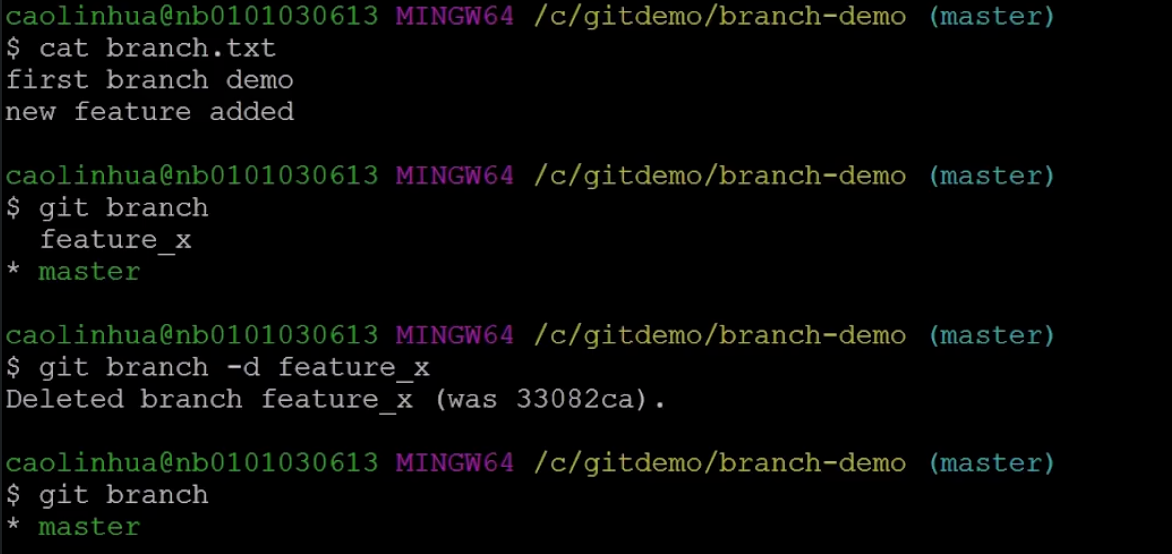 caolinhua@nb0101030613 MINGW64 /c/gitdemo/branch-demo (master)
$ cat branch.txt
first branch demo
new feature added
caolinhua@nb0101030613 MINGW64 /c/gitdemo/branch-demo (master)
$ git branch
  feature_x
* master
caolinhua@nb0101030613 MINGW64 /c/gitdemo/branch-demo (master)
$ git branch -d feature_x
Deleted branch feature_x (was 33082ca).
caolinhua@nb0101030613 MINGW64 /c/gitdemo/branch-demo (master)
$ git branch
* master